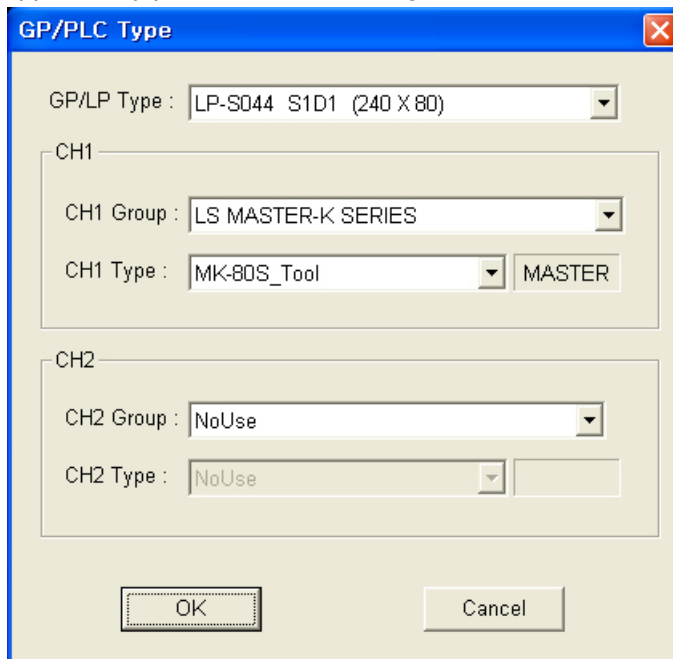 GP/PLC Type
GP/LP Type : LP-S044 S1D1 (240 X 80)
CH1
CH1 Group : LS MASTER-K SERIES
CH1 Type : MK-80S_Tool MASTER
CH2
CH2 Group : NoUse
CH2 Type : NoUse
OK Cancel